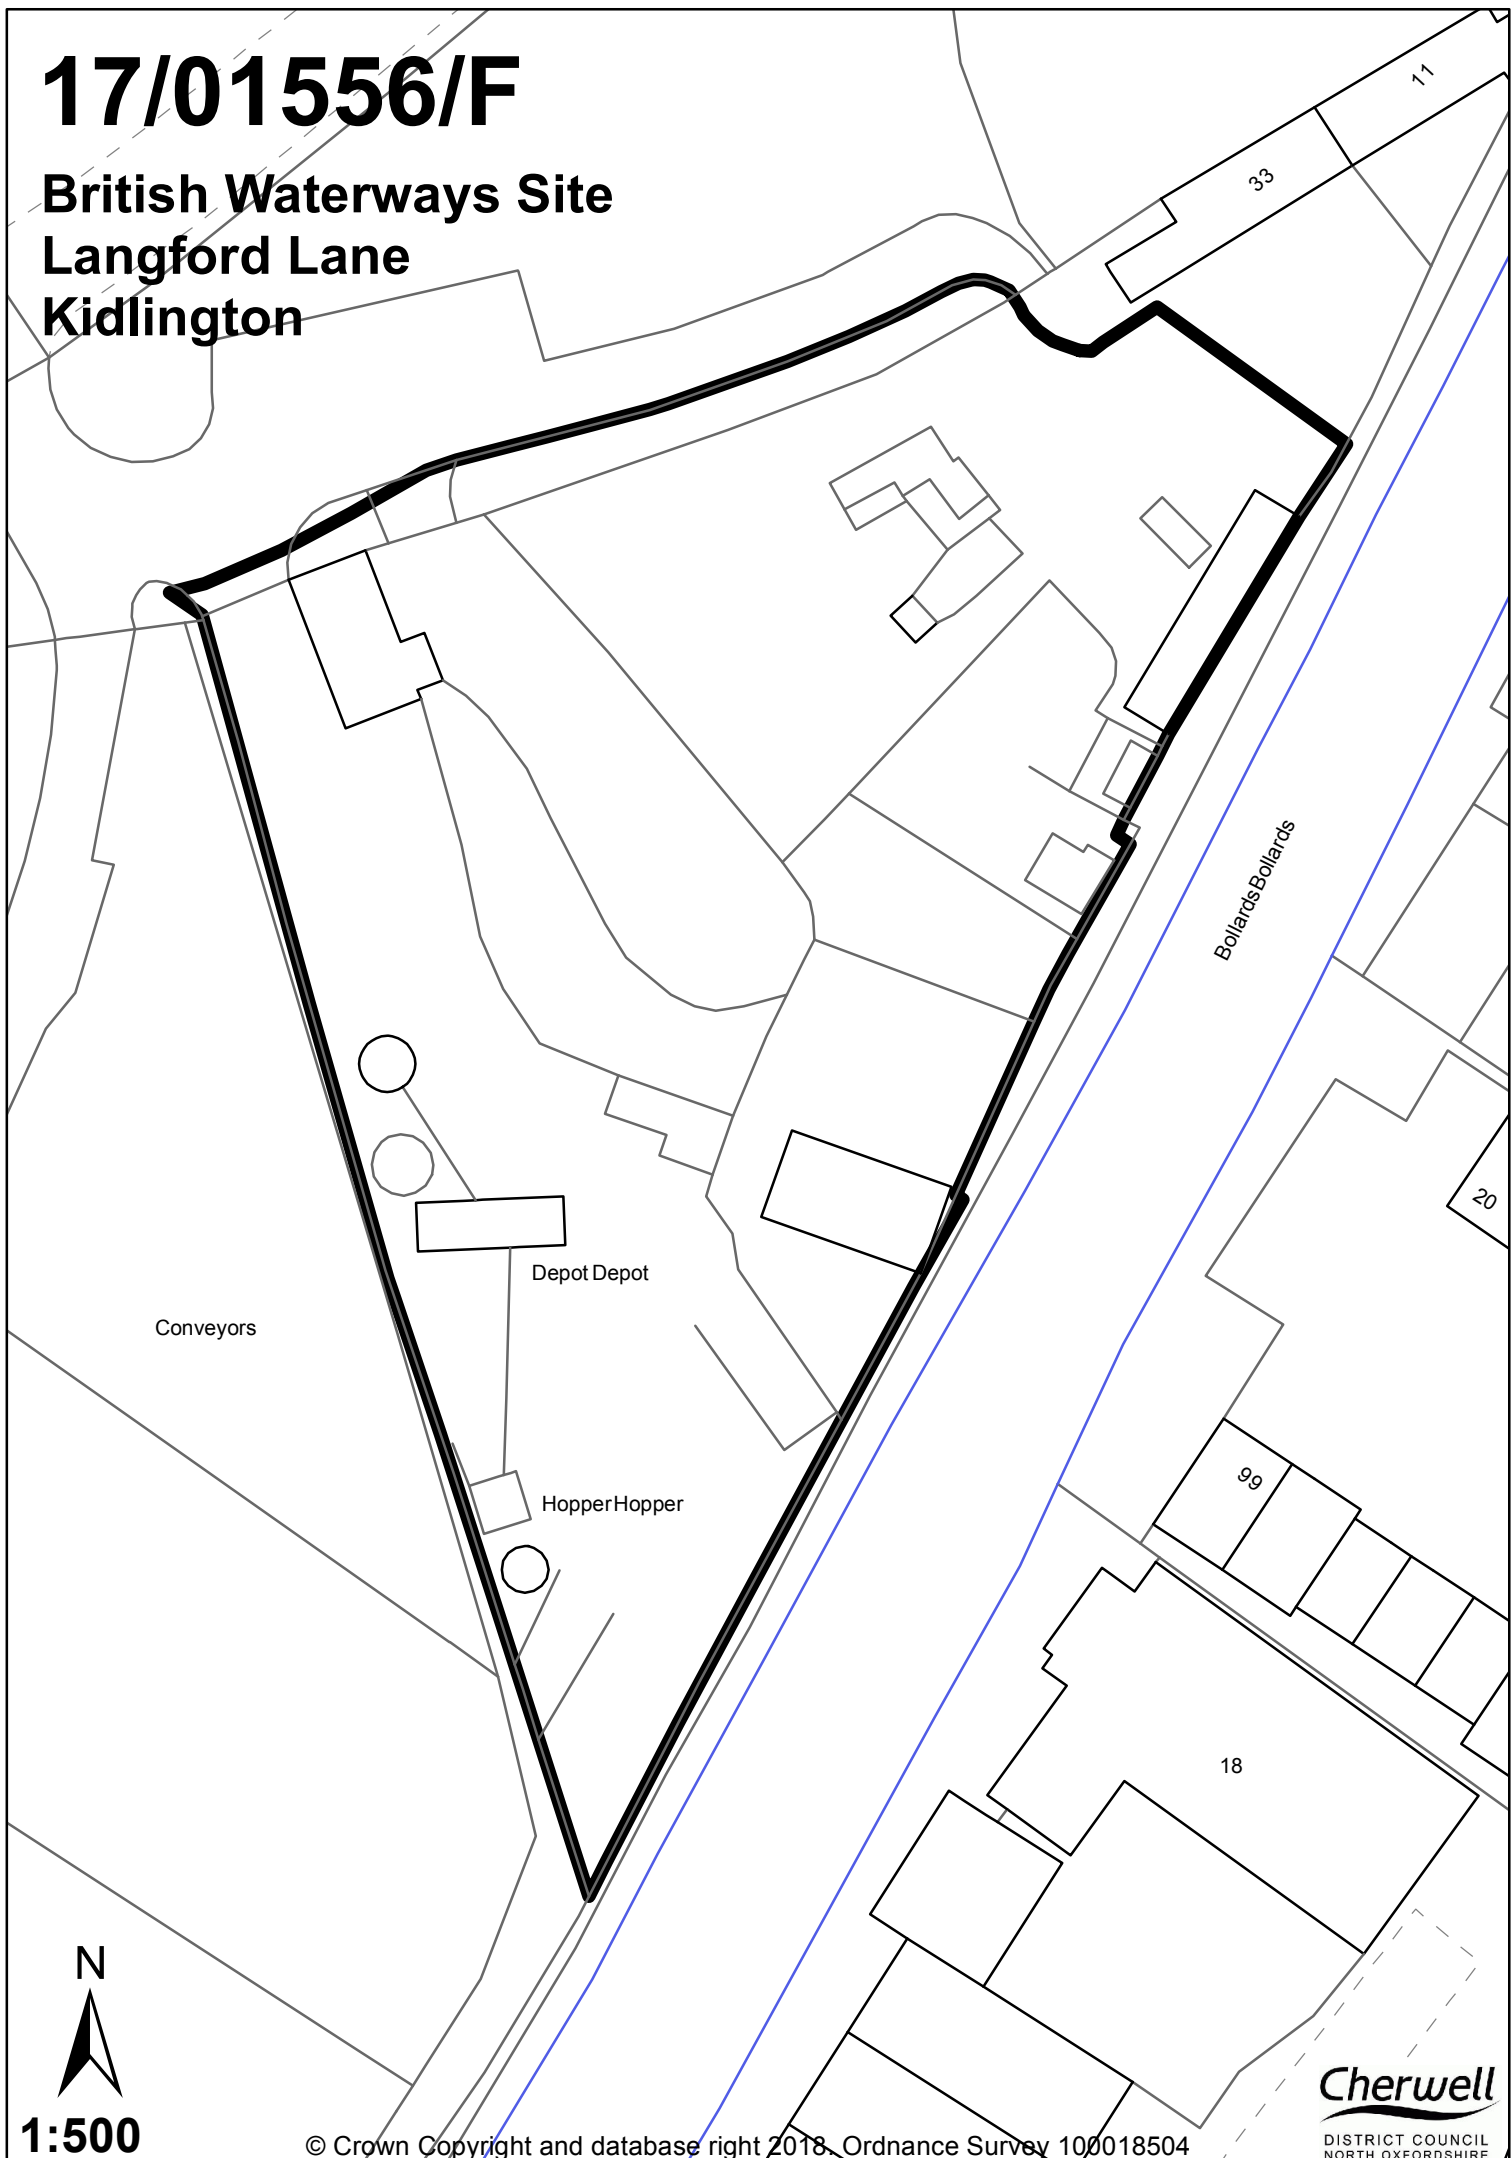 17/01556/F
British Waterways Site
Langford Lane
Kidlington
11
33
BollardsBollards
20
Depot Depot
Conveyors
99
HopperHopper
18
N
1:500
© Crown Copyright and database right 2018. Ordnance Survey 100018504
Cherwell
DISTRICT COUNCIL
NORTH OXFORDSHIRE